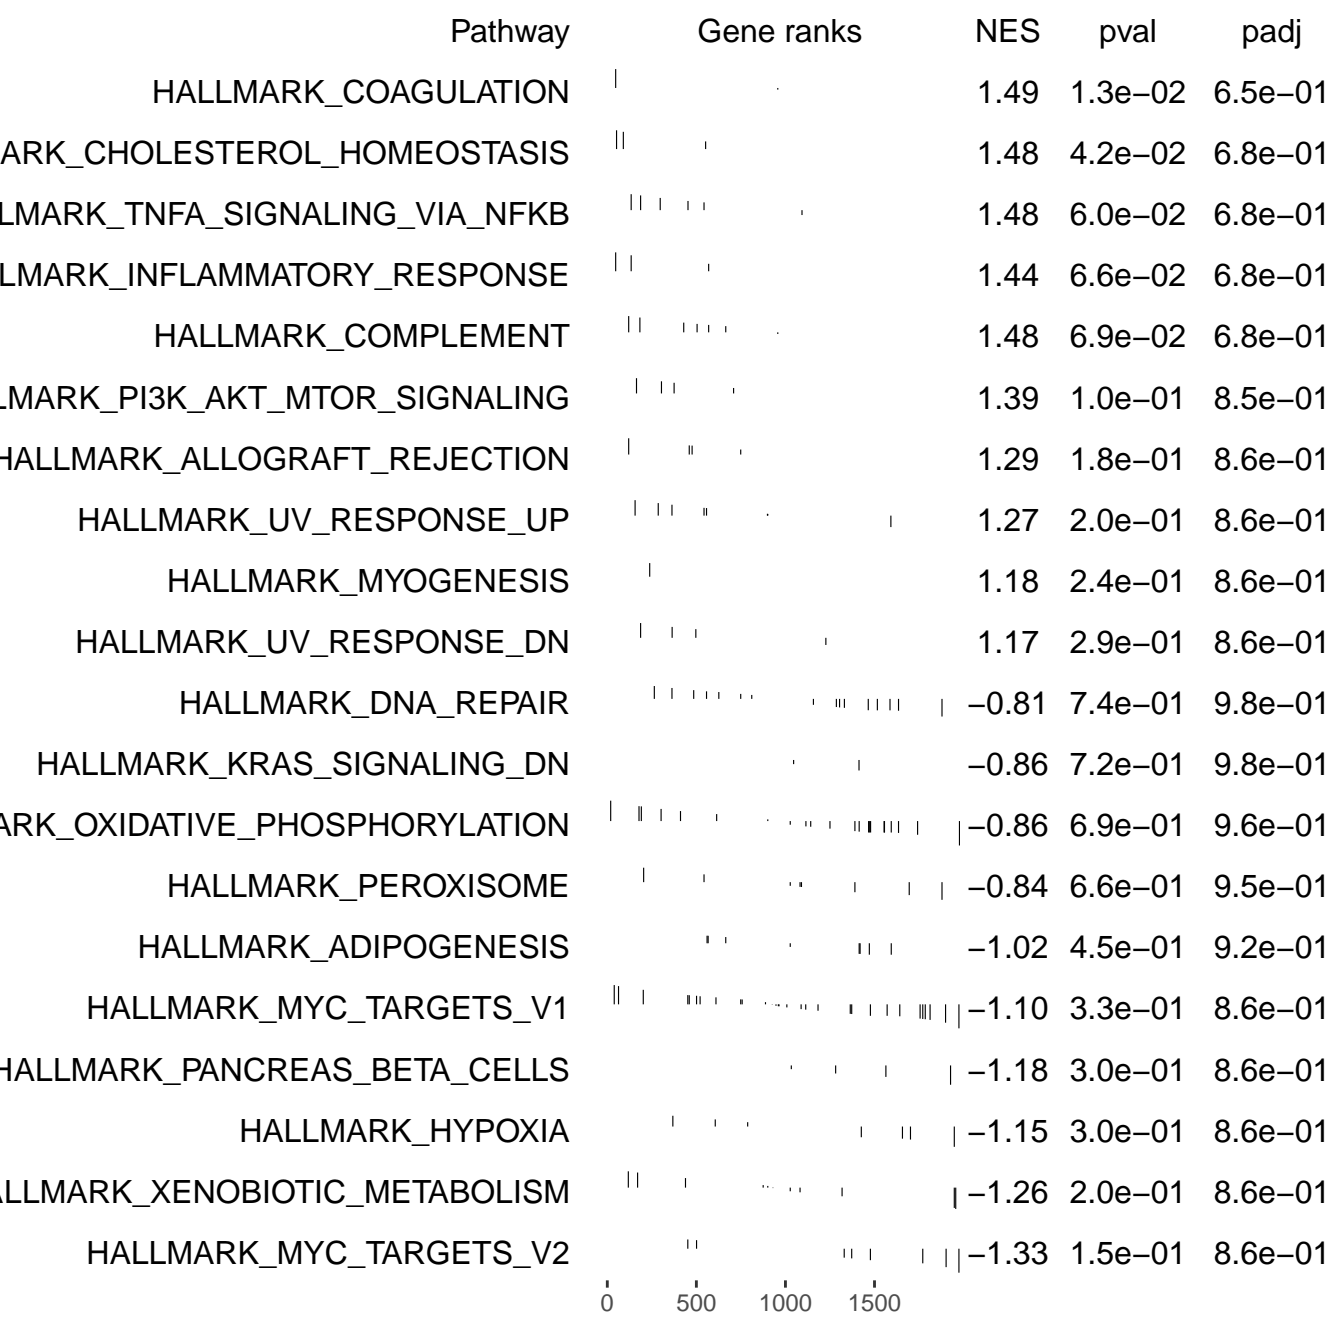 Pathway Gene ranks NES pval padj
HALLMARK_COAGULATION 1.49 1.3e−02 6.5e−01
ARK_CHOLESTEROL_HOMEOSTASIS 1.48 4.2e−02 6.8e−01
LMARK_TNFA_SIGNALING_VIA_NFKB 1.48 6.0e−02 6.8e−01
LMARK_INFLAMMATORY_RESPONSE 1.44 6.6e−02 6.8e−01
HALLMARK_COMPLEMENT 1.48 6.9e−02 6.8e−01
LMARK_PI3K_AKT_MTOR_SIGNALING 1.39 1.0e−01 8.5e−01
HALLMARK_ALLOGRAFT_REJECTION 1.29 1.8e−01 8.6e−01
HALLMARK_UV_RESPONSE_UP 1.27 2.0e−01 8.6e−01
HALLMARK_MYOGENESIS 1.18 2.4e−01 8.6e−01
HALLMARK_UV_RESPONSE_DN 1.17 2.9e−01 8.6e−01
HALLMARK_DNA_REPAIR −0.81 7.4e−01 9.8e−01
HALLMARK_KRAS_SIGNALING_DN −0.86 7.2e−01 9.8e−01
ARK_OXIDATIVE_PHOSPHORYLATION −0.86 6.9e−01 9.6e−01
HALLMARK_PEROXISOME −0.84 6.6e−01 9.5e−01
HALLMARK_ADIPOGENESIS −1.02 4.5e−01 9.2e−01
HALLMARK_MYC_TARGETS_V1 −1.10 3.3e−01 8.6e−01
HALLMARK_PANCREAS_BETA_CELLS −1.18 3.0e−01 8.6e−01
HALLMARK_HYPOXIA −1.15 3.0e−01 8.6e−01
ALLMARK_XENOBIOTIC_METABOLISM −1.26 2.0e−01 8.6e−01
HALLMARK_MYC_TARGETS_V2 −1.33 1.5e−01 8.6e−01
0 500 1000 1500